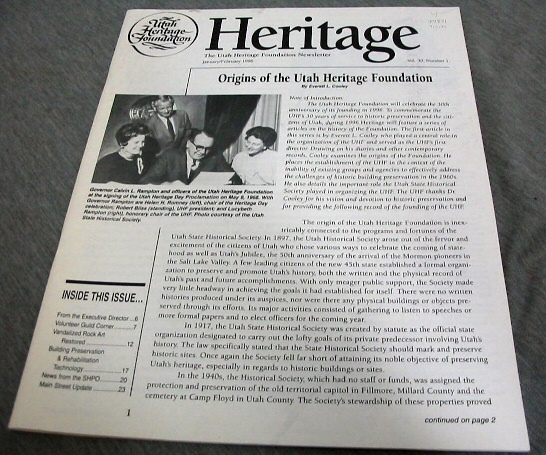 The
Utah
Heritage
Foundation
Heritage
The Utah Heritage Foundation Newsletter
January/February 1996
Vol. XI, Number 1
Origins of the Utah Heritage Foundation
By Everett L. Cooley
Note of Introduction:
The Utah Heritage Foundation will celebrate the 30th
anniversary of its founding in 1996. To commemorate the
UHF's 30 years of service to historic preservation and the citi-
zens of Utah, during 1996 Heritage will feature a series of
articles on the history of the Foundation. The first article in
this series is by Everett L. Cooley who played a central role in
the organization of the UHF and served as the UHF's first
director. Drawing on his diaries and other contemporary
records, Cooley examines the origins of the Foundation. He
places the establishment of the UHF in the context of the
inability of existing groups and agencies to effectively address
the challenges of historic building preservation in the 1960s.
He also details the important role the Utah State Historical
Society played in organizing the UHF. The UHF thanks Dr.
Cooley for his vision and devotion to historic preservation and
for providing the following record of the founding of the UHF.
Governor Calvin L. Rampton and officers of the Utah Heritage Foundation
at the signing of the Utah Heritage Day Proclamation on May 8, 1968. With
Governor Rampton are Helen H. Romney (left), chair of the Heritage Day
celebration; Robert Bliss (standing), UHF president; and Lucybeth
Rampton (right), honorary chair of the UHF. Photo courtesy of the Utah
State Historical Society.
The origin of the Utah Heritage Foundation is inex-
tricably connected to the programs and fortunes of the
Utah State Historical Society. In 1897, the Utah State Historical Society arose out of the fervor and
excitement of the citizens of Utah who chose various ways to celebrate the coming of state-
hood as well as Utah's Jubilee, the 50th anniversary of the arrival of the Mormon pioneers in
the Salt Lake Valley. A few leading citizens of the new 45th state established a formal organi-
zation to preserve and promote Utah's history, both the written and the physical record of
Utah's past and future accomplishments. With only meager public support, the Society made
very little headway in achieving the goals it had established for itself. There were no written
histories produced under its auspices, nor were there any physical buildings or objects pre-
served through its efforts. Its major activities consisted of gathering to listen to speeches or
more formal papers and to elect officers for the coming year.
In 1917, the Utah State Historical Society was created by statute as the official state
organization designated to carry out the lofty goals of its private predecessor involving Utah's
history. The law specifically stated that the State Historical Society should mark and preserve
historic sites. Once again the Society fell far short of attaining its noble objective of preserving
Utah's heritage, especially in regards to historic buildings or sites.
In the 1940s, the Historical Society, which had no staff or funds, was assigned the
protection and preservation of the old territorial capitol in Fillmore, Millard County and the
cemetery at Camp Floyd in Utah County. The Society's stewardship of these properties proved
INSIDE THIS ISSUE...
From the Executive Director...6
Volunteer Guild Corner..........7
Vandalized Rock Art
Restored ..................12
Building Preservation
& Rehabilitation
Technology...............17
News from the SHPO.........20
Main Street Update............23
1
continued on page 2